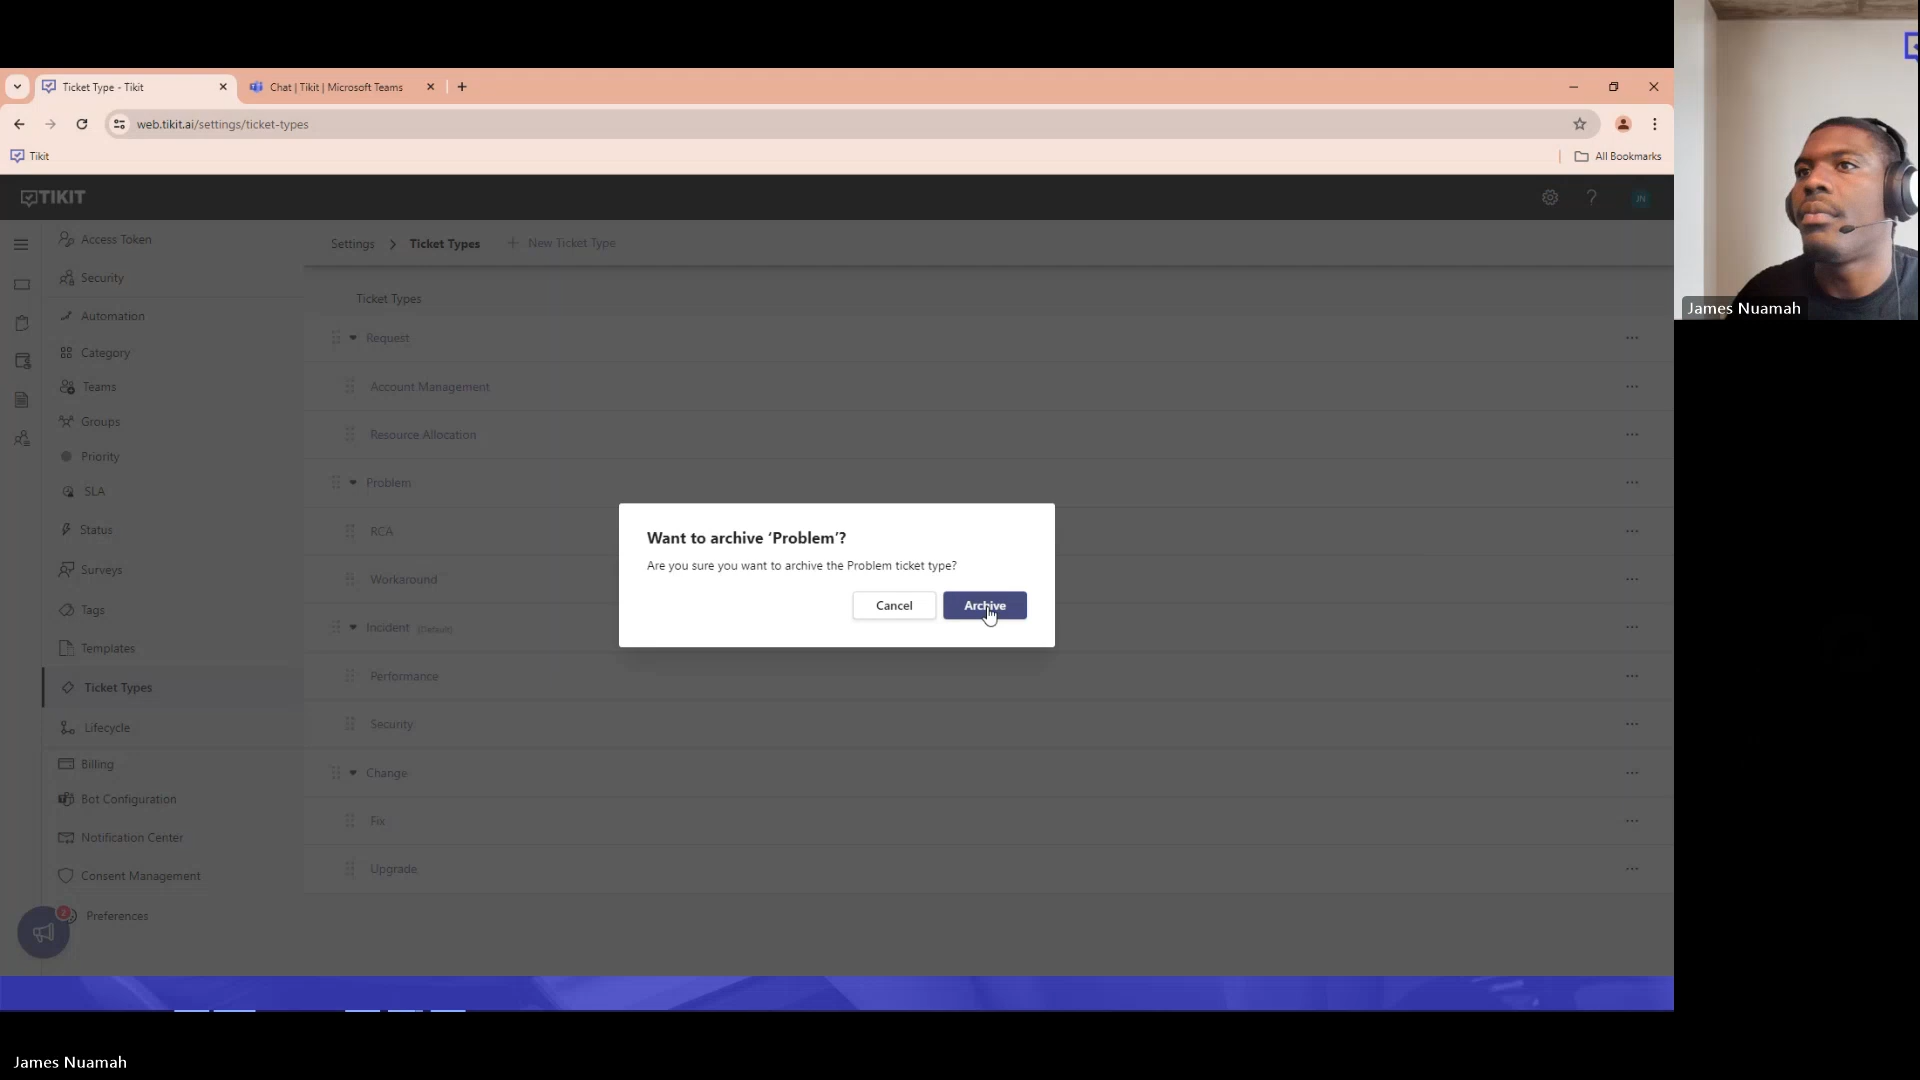 Ticket Type - Tikit
Chat | Tikit | Microsoft Teams
web.tikit.ai/settings/ticket-types
Tikit
All Bookmarks
TIKIT
?
JN
Access Token
Security
Automation
Category
Teams
Groups
Priority
SLA
Status
Surveys
Tags
Templates
Ticket Types
Lifecycle
Billing
Bot Configuration
Notification Center
Consent Management
2
Preferences
Settings > Ticket Types + New Ticket Type
Ticket Types
Request
Account Management
Resource Allocation
Problem
RCA
Workaround
Incident (Default)
Performance
Security
Change
Fix
Upgrade
Want to archive ‘Problem’?
Are you sure you want to archive the Problem ticket type?
Cancel
Archive
James Nuamah
James Nuamah